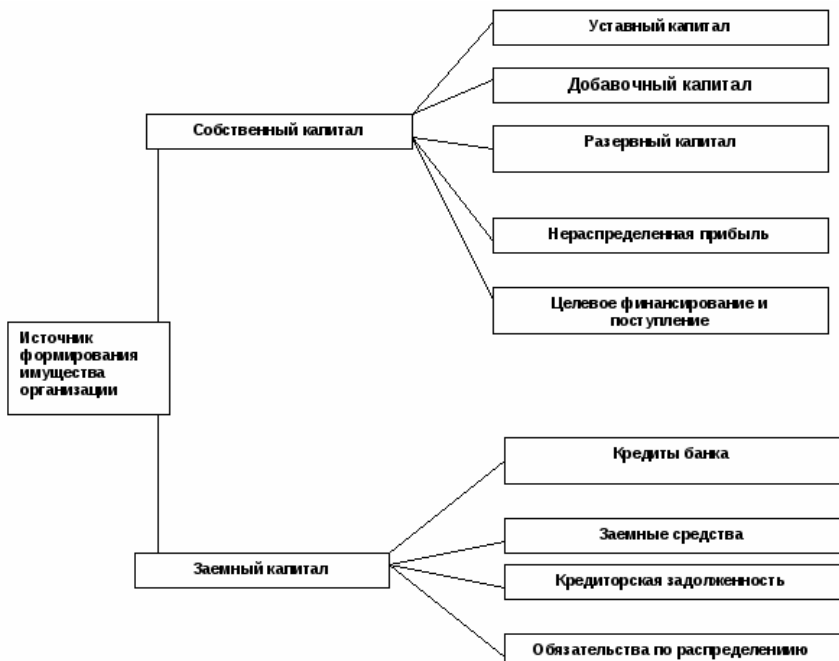 Уставный капитал
Добавочный капитал
Собственный капитал
Разервный капитал
Нераспределенная прибыль
Целевое финансирование и
поступление
Источник
формирования
имущества
организации
Кредиты банка
Заемные средства
Заемный капитал
Кредиторская задолженность
Обязательства по распределениию